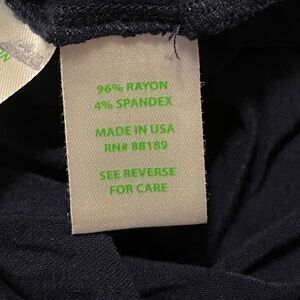 96% RAYON
4% SPANDEX
MADE IN USA
RN# 88189
SEE REVERSE
FOR CARE